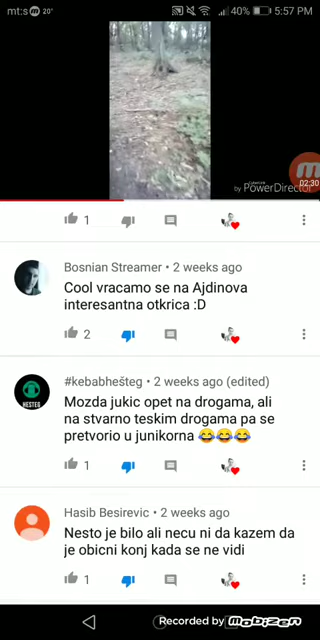 mt:s m 20° 40% 5:57 PM
02:30
by PowerDirector
1
Bosnian Streamer • 2 weeks ago
Cool vracamo se na Ajdinova
interesantna otkrica :D
2
HESTEG
#kebabhešteg • 2 weeks ago (edited)
Mozda jukic opet na drogama, ali
na stvarno teskim drogama pa se
pretvorio u junikorna 😂😂😂
1
Hasib Besirevic • 2 weeks ago
Nesto je bilo ali necu ni da kazem da
je obicni konj kada se ne vidi
1
Recorded by Mobizen